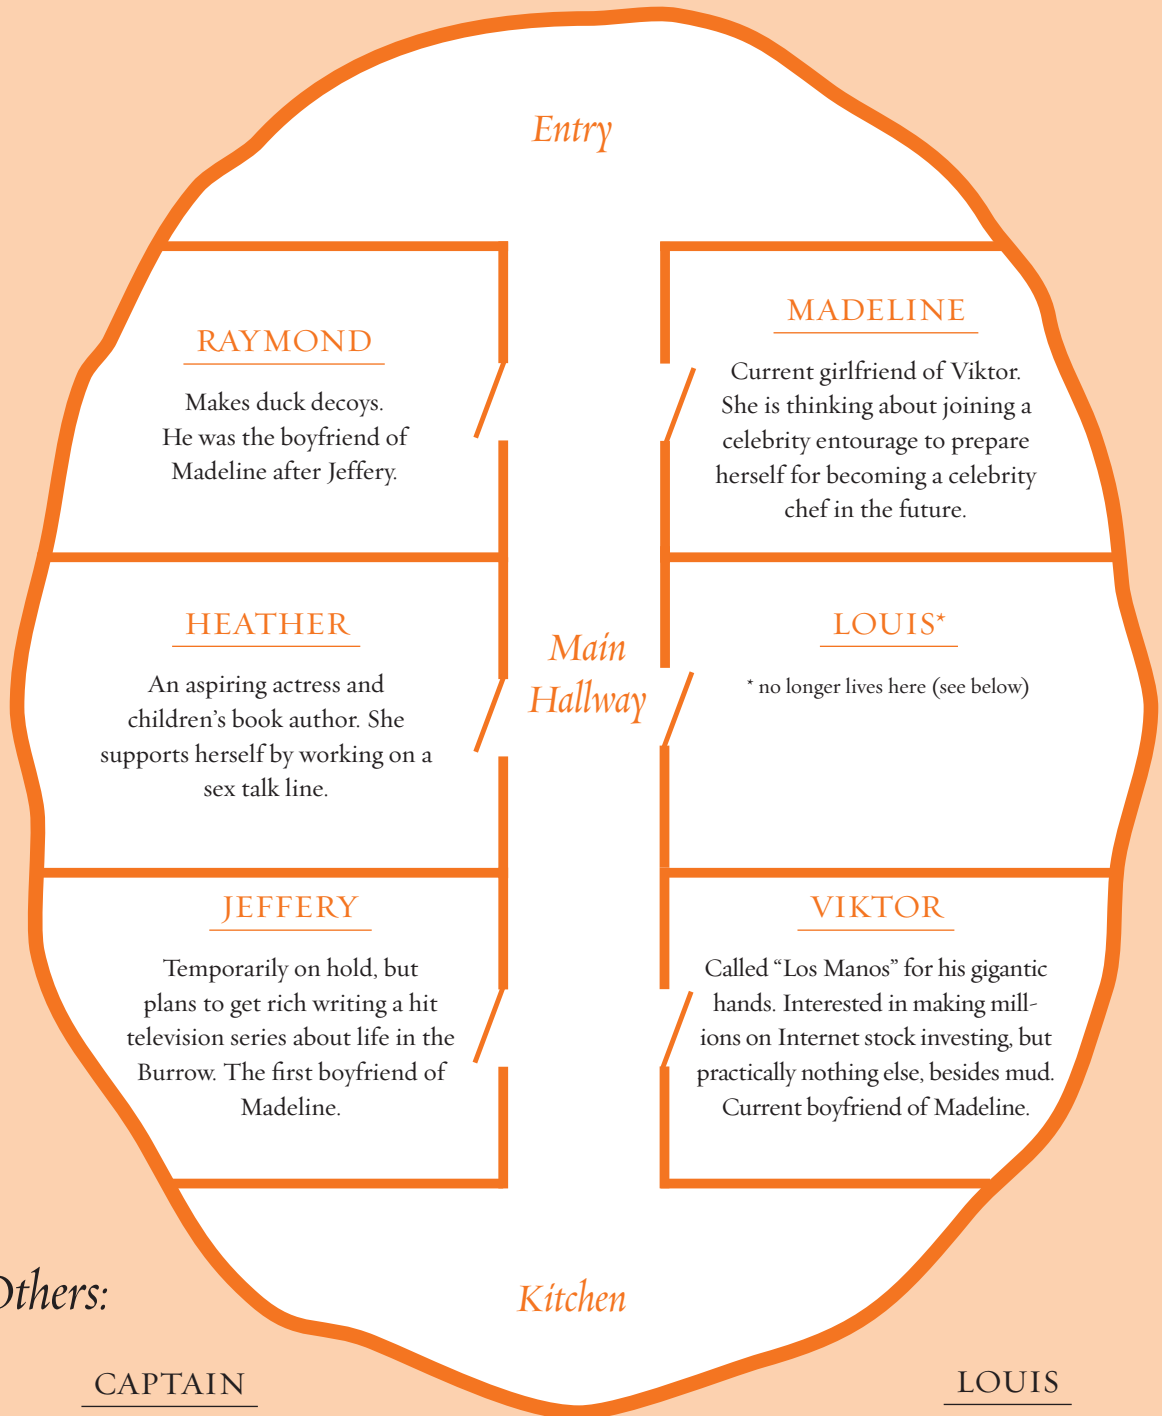 Entry
RAYMOND
Makes duck decoys.
He was the boyfriend of
Madeline after Jeffery.
MADELINE
Current girlfriend of Viktor.
She is thinking about joining a
celebrity entourage to prepare
herself for becoming a celebrity
chef in the future.
HEATHER
An aspiring actress and
children’s book author. She
supports herself by working on a
sex talk line.
Main
Hallway
LOUIS*
* no longer lives here (see below)
JEFFERY
Temporarily on hold, but
plans to get rich writing a hit
television series about life in the
Burrow. The first boyfriend of
Madeline.
VIKTOR
Called “Los Manos” for his gigantic
hands. Interested in making mill-
ions on Internet stock investing, but
practically nothing else, besides mud.
Current boyfriend of Madeline.
Kitchen
Others:
CAPTAIN
LOUIS